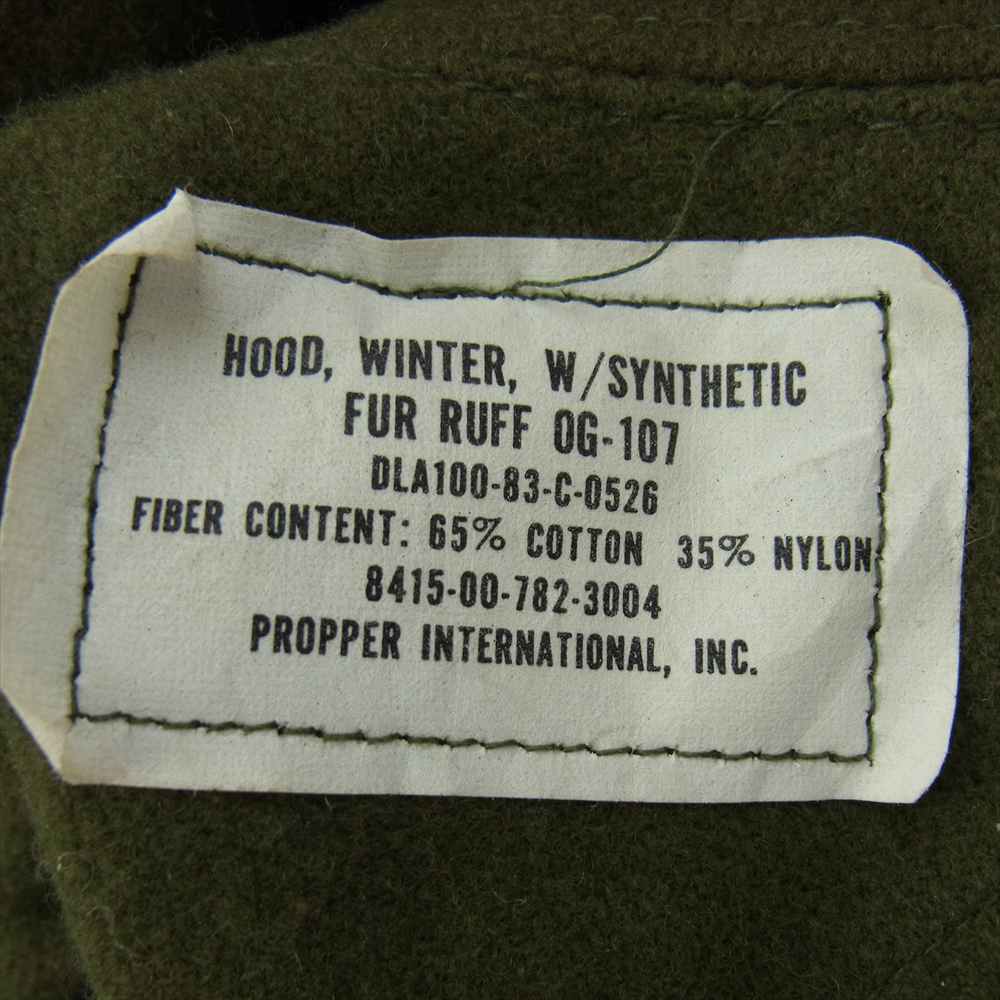 HOOD, WINTER, W/SYNTHETIC
FUR RUFF OG-107
DLA100-83-C-0526
FIBER CONTENT: 65% COTTON 35% NYLON
8415-00-782-3004
PROPPER INTERNATIONAL, INC.